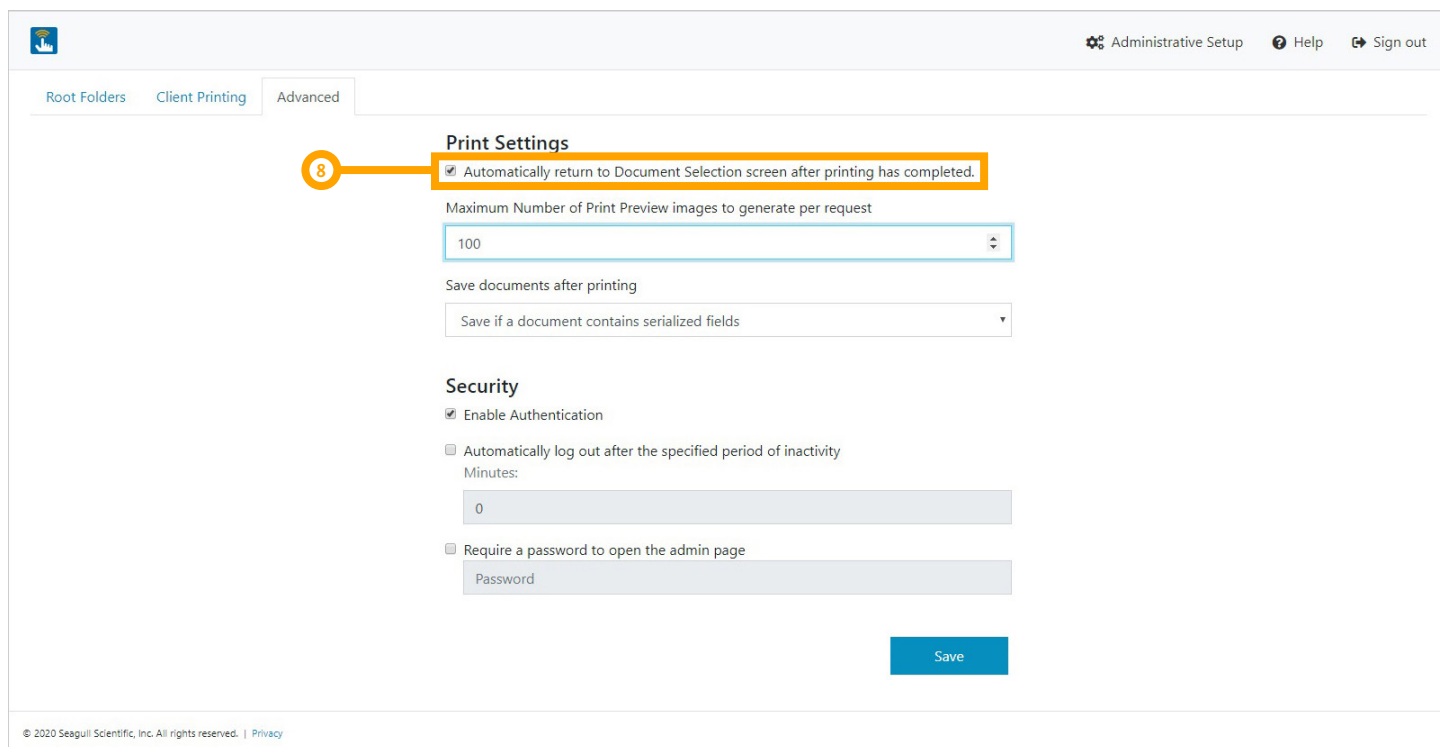 Administrative Setup Help Sign out
Root Folders Client Printing Advanced
Print Settings
8
Automatically return to Document Selection screen after printing has completed.
Maximum Number of Print Preview images to generate per request
100
Save documents after printing
Save if a document contains serialized fields
Security
Enable Authentication
Automatically log out after the specified period of inactivity
Minutes:
0
Require a password to open the admin page
Password
Save
© 2020 Seagull Scientific, Inc. All rights reserved. | Privacy